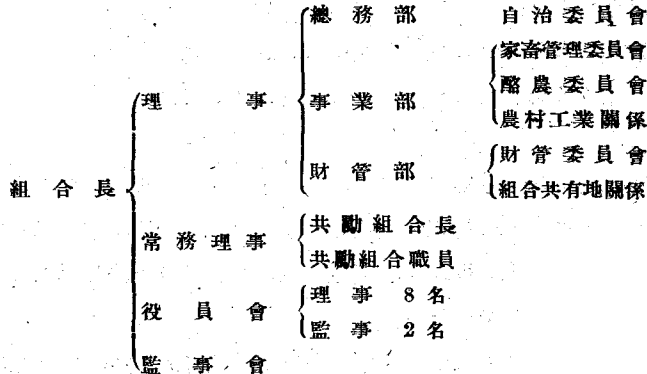 總務部 自治委員會
家畜管理委員會
理事 事業部 酪農委員會
農村工業關係
財管部 財管委員會
組合長 組合共有地關係
常務理事 共勵組合長
共勵組合職員
役員會 理事 8名
監事 2名
監事會